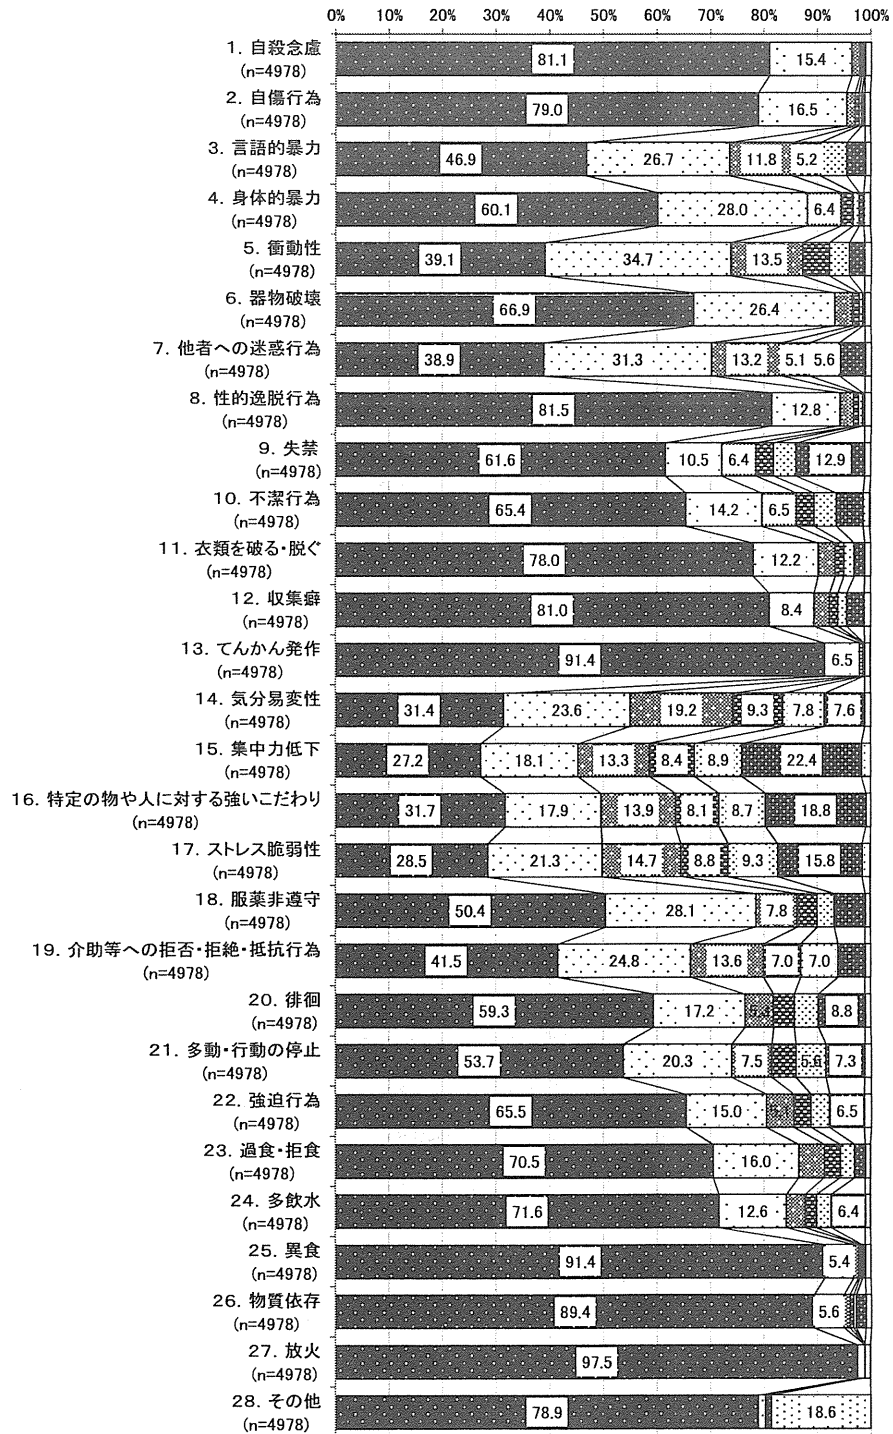 0% 10% 20% 30% 40% 50% 60% 70% 80% 90% 100%
1. 自殺念慮
(n=4978)
81.1 15.4
2. 自傷行為
(n=4978)
79.0 16.5
3. 言語的暴力
(n=4978)
46.9 26.7 11.8 5.2
4. 身体的暴力
(n=4978)
60.1 28.0 6.4
5. 衝動性
(n=4978)
39.1 34.7 13.5
6. 器物破壊
(n=4978)
66.9 26.4
7. 他者への迷惑行為
(n=4978)
38.9 31.3 13.2 5.1 5.6
8. 性的逸脱行為
(n=4978)
81.5 12.8
9. 失禁
(n=4978)
61.6 10.5 6.4 12.9
10. 不潔行為
(n=4978)
65.4 14.2 6.5
11. 衣類を破る・脱ぐ
(n=4978)
78.0 12.2
12. 収集癖
(n=4978)
81.0 8.4
13. てんかん発作
(n=4978)
91.4 6.5
14. 気分易変性
(n=4978)
31.4 23.6 19.2 9.3 7.8 7.6
15. 集中力低下
(n=4978)
27.2 18.1 13.3 8.4 8.9 22.4
16. 特定の物や人に対する強いこだわり
(n=4978)
31.7 17.9 13.9 8.1 8.7 18.8
17. ストレス脆弱性
(n=4978)
28.5 21.3 14.7 8.8 9.3 15.8
18. 服薬非遵守
(n=4978)
50.4 28.1 7.8
19. 介助等への拒否・拒絶・抵抗行為
(n=4978)
41.5 24.8 13.6 7.0 7.0
20. 徘徊
(n=4978)
59.3 17.2 5.3 8.8
21. 多動・行動の停止
(n=4978)
53.7 20.3 7.5 5.6 7.3
22. 強迫行為
(n=4978)
65.5 15.0 5.1 6.5
23. 過食・拒食
(n=4978)
70.5 16.0
24. 多飲水
(n=4978)
71.6 12.6 6.4
25. 異食
(n=4978)
91.4 5.4
26. 物質依存
(n=4978)
89.4 5.6
27. 放火
(n=4978)
97.5
28. その他
(n=4978)
78.9 18.6